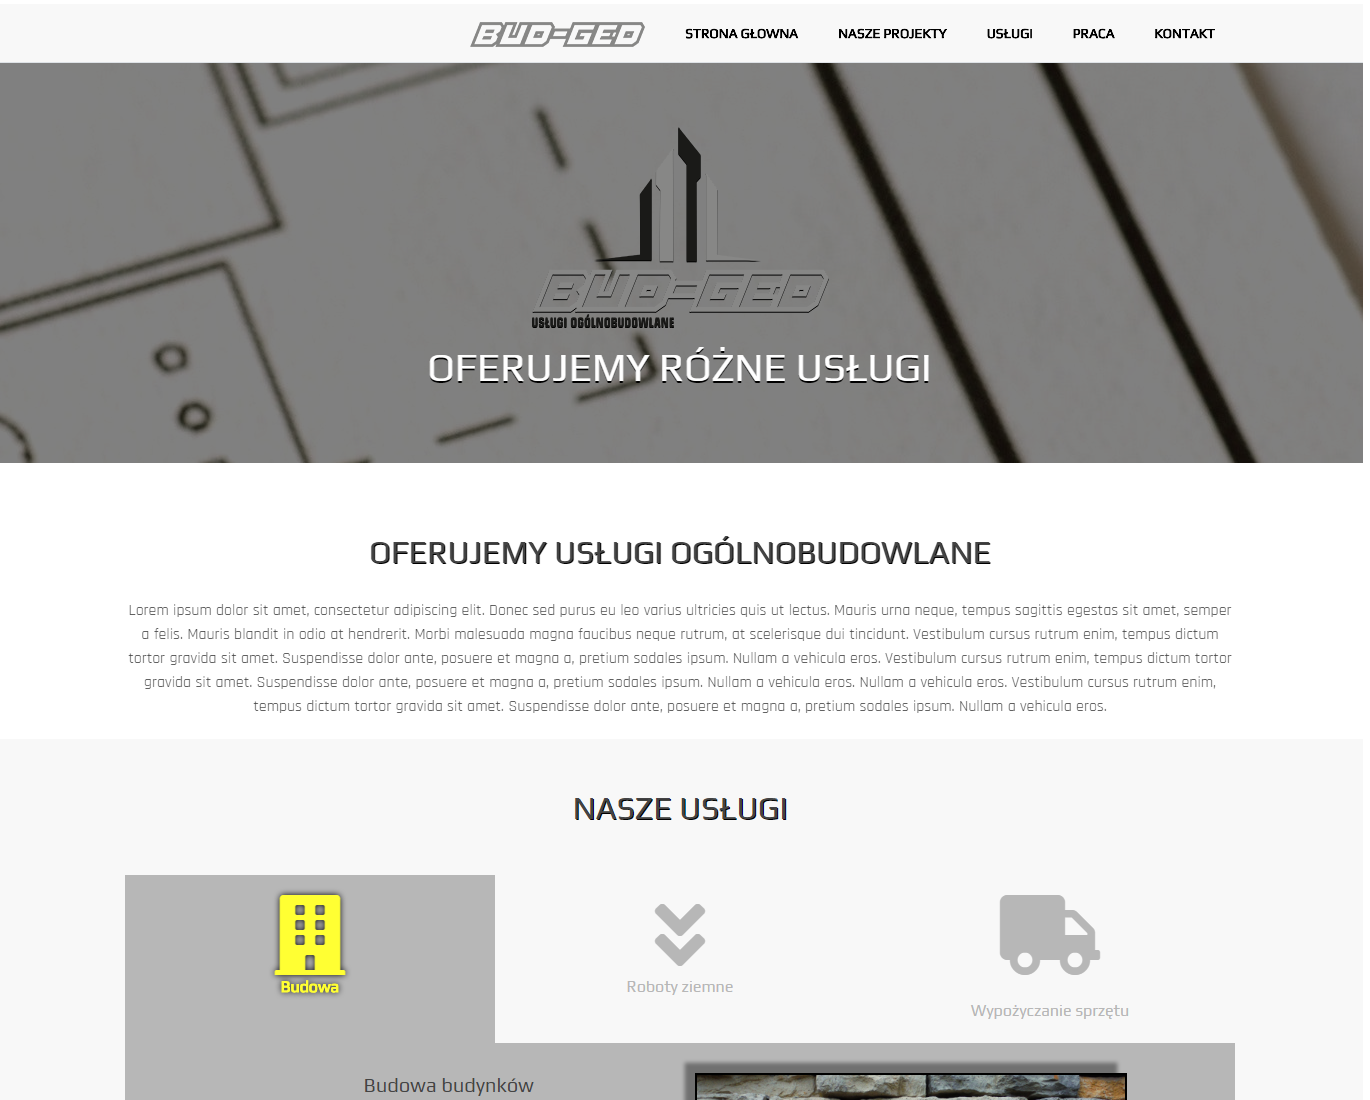 BUD-GED
STRONA GŁOWNA
NASZE PROJEKTY
USŁUGI
PRACA
KONTAKT
BUD-GED
USŁUGI OGÓLNOBUDOWLANE
OFERUJEMY RÓŻNE USŁUGI
OFERUJEMY USŁUGI OGÓLNOBUDOWLANE
Lorem ipsum dolor sit amet, consectetur adipiscing elit. Donec sed purus eu leo varius ultricies quis ut lectus. Mauris urna neque, tempus sagittis egestas sit amet, semper
a felis. Mauris blandit in odio at hendrerit. Morbi malesuada magna faucibus neque rutrum, at scelerisque dui tincidunt. Vestibulum cursus rutrum enim, tempus dictum
tortor gravida sit amet. Suspendisse dolor ante, posuere et magna a, pretium sodales ipsum. Nullam a vehicula eros. Vestibulum cursus rutrum enim, tempus dictum tortor
gravida sit amet. Suspendisse dolor ante, posuere et magna a, pretium sodales ipsum. Nullam a vehicula eros. Nullam a vehicula eros. Vestibulum cursus rutrum enim,
tempus dictum tortor gravida sit amet. Suspendisse dolor ante, posuere et magna a, pretium sodales ipsum. Nullam a vehicula eros.
NASZE USŁUGI
Budowa
Roboty ziemne
Wypożyczanie sprzętu
Budowa budynków